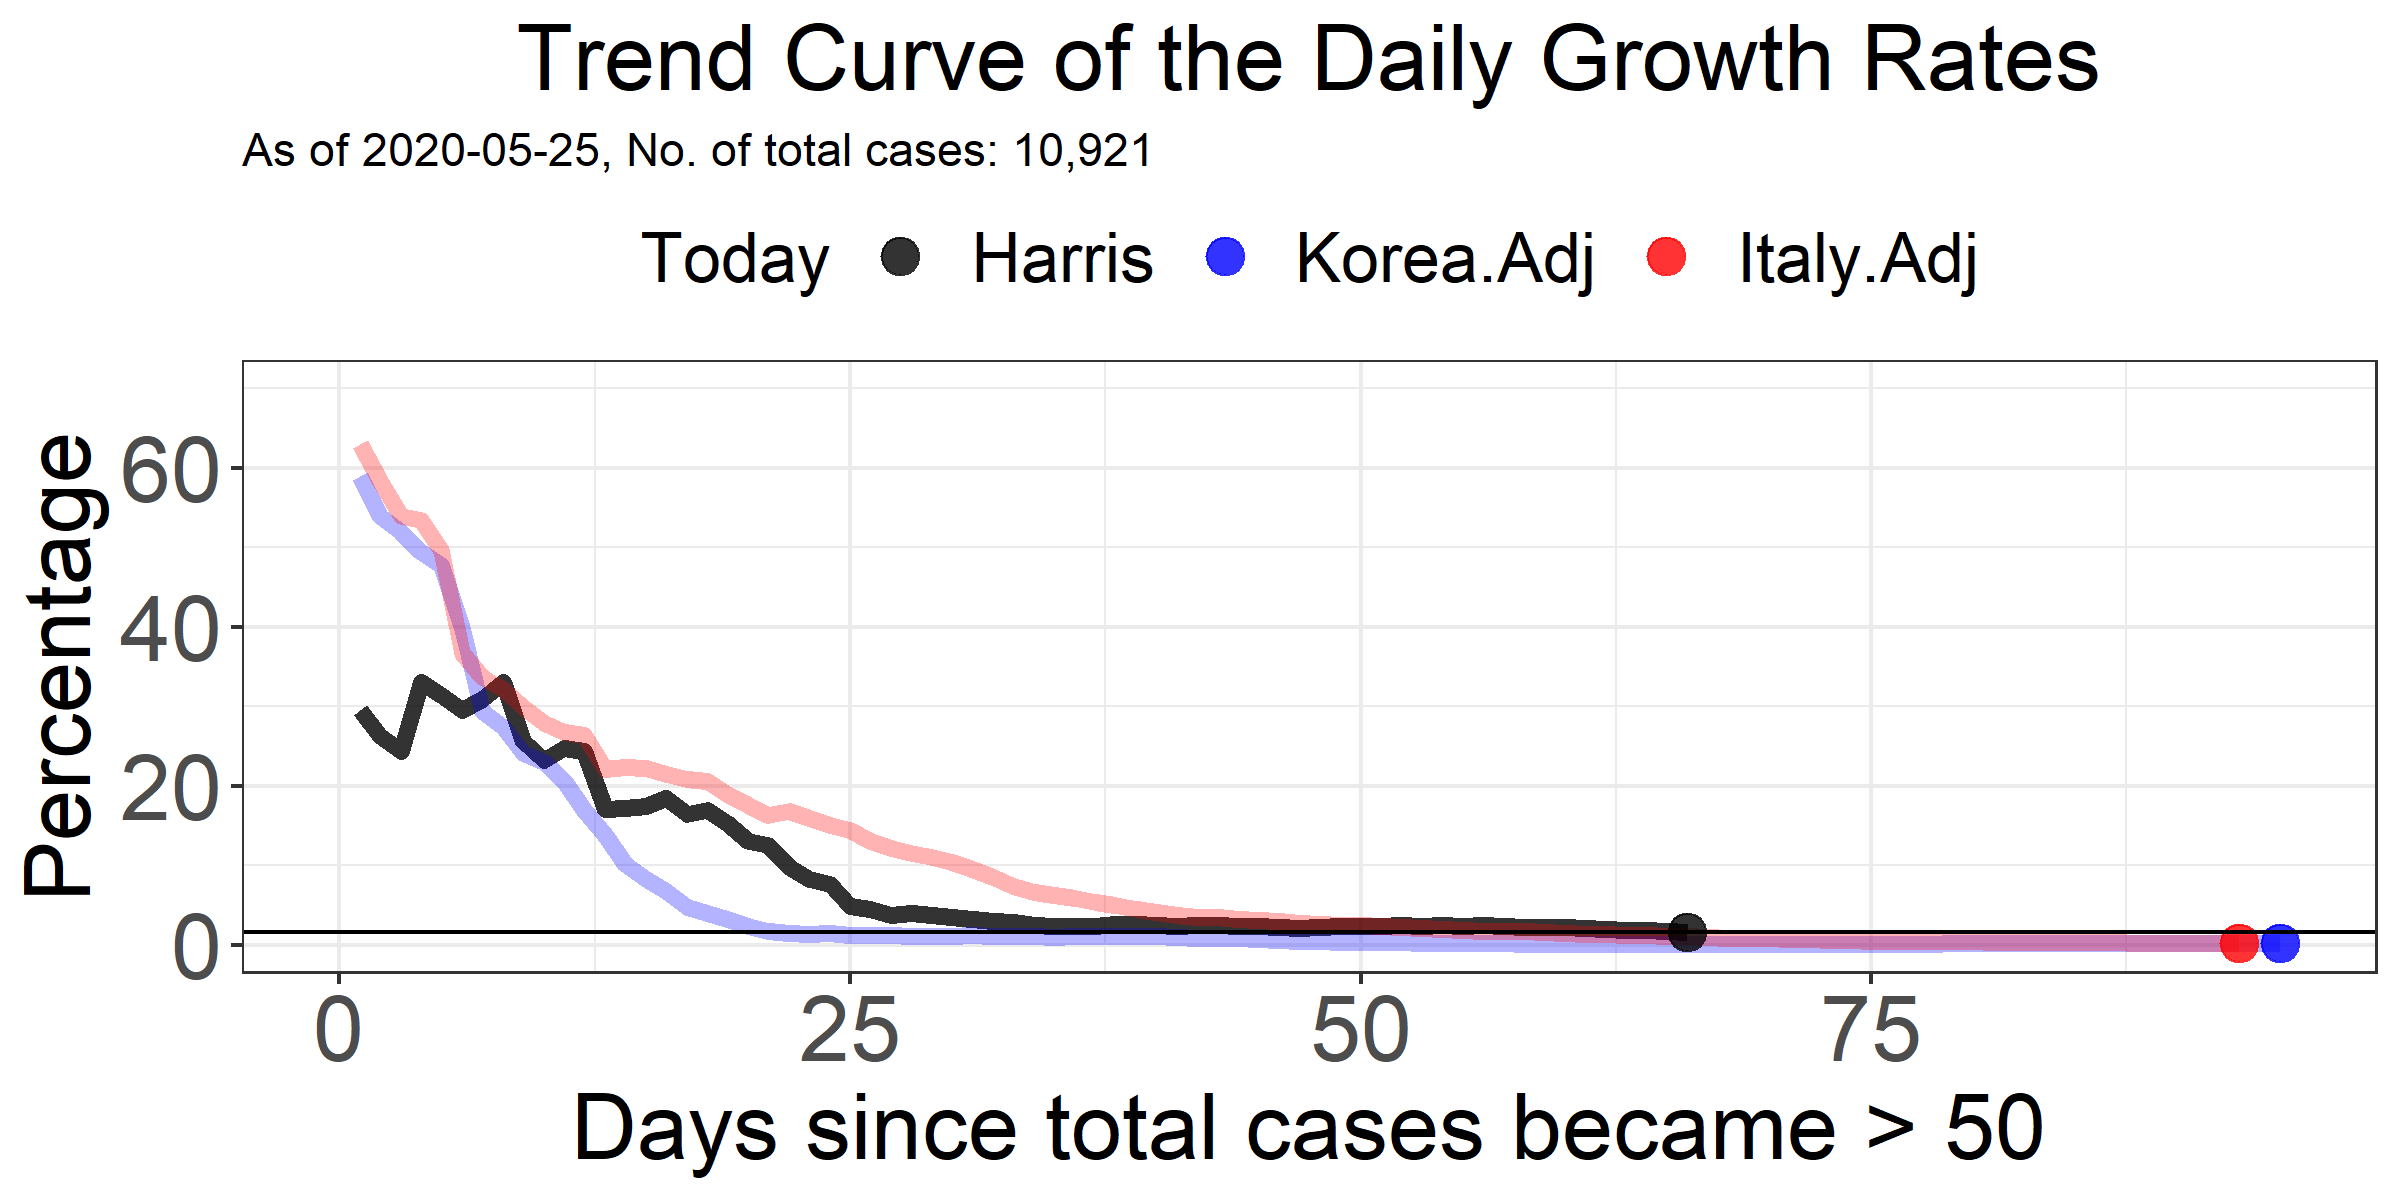 Trend Curve of the Daily Growth Rates
As of 2020-05-25, No. of total cases: 10,921
Today Harris Korea.Adj Italy.Adj
Percentage
60
40
20
0
0 25 50 75
Days since total cases became > 50